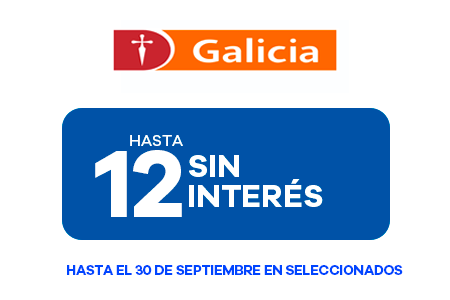 Galicia
HASTA
12 SIN
INTERÉS
HASTA EL 30 DE SEPTIEMBRE EN SELECCIONADOS